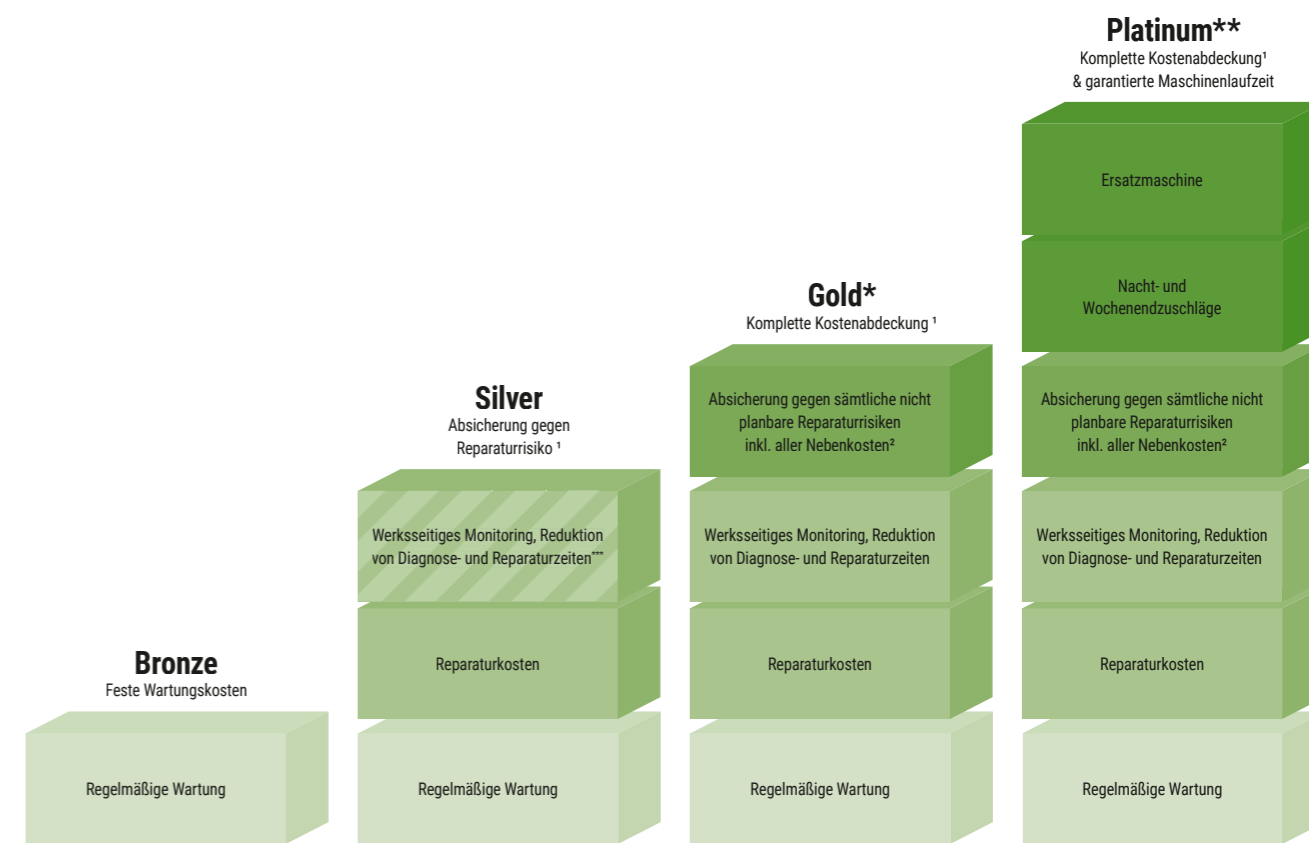 Platinum**
Komplette Kostenabdeckung¹
& garantierte Maschinenlaufzeit
Ersatzmaschine
Nacht- und
Wochenendzuschläge
Absicherung gegen sämtliche nicht
planbare Reparaturrisiken
inkl. aller Nebenkosten²
Werksseitiges Monitoring, Reduktion
von Diagnose- und Reparaturzeiten
Reparaturkosten
Regelmäßige Wartung
Gold*
Komplette Kostenabdeckung ¹
Absicherung gegen sämtliche nicht
planbare Reparaturrisiken
inkl. aller Nebenkosten²
Werksseitiges Monitoring, Reduktion
von Diagnose- und Reparaturzeiten
Reparaturkosten
Regelmäßige Wartung
Silver
Absicherung gegen
Reparaturrisiko ¹
Werksseitiges Monitoring, Reduktion
von Diagnose- und Reparaturzeiten***
Reparaturkosten
Regelmäßige Wartung
Bronze
Feste Wartungskosten
Regelmäßige Wartung